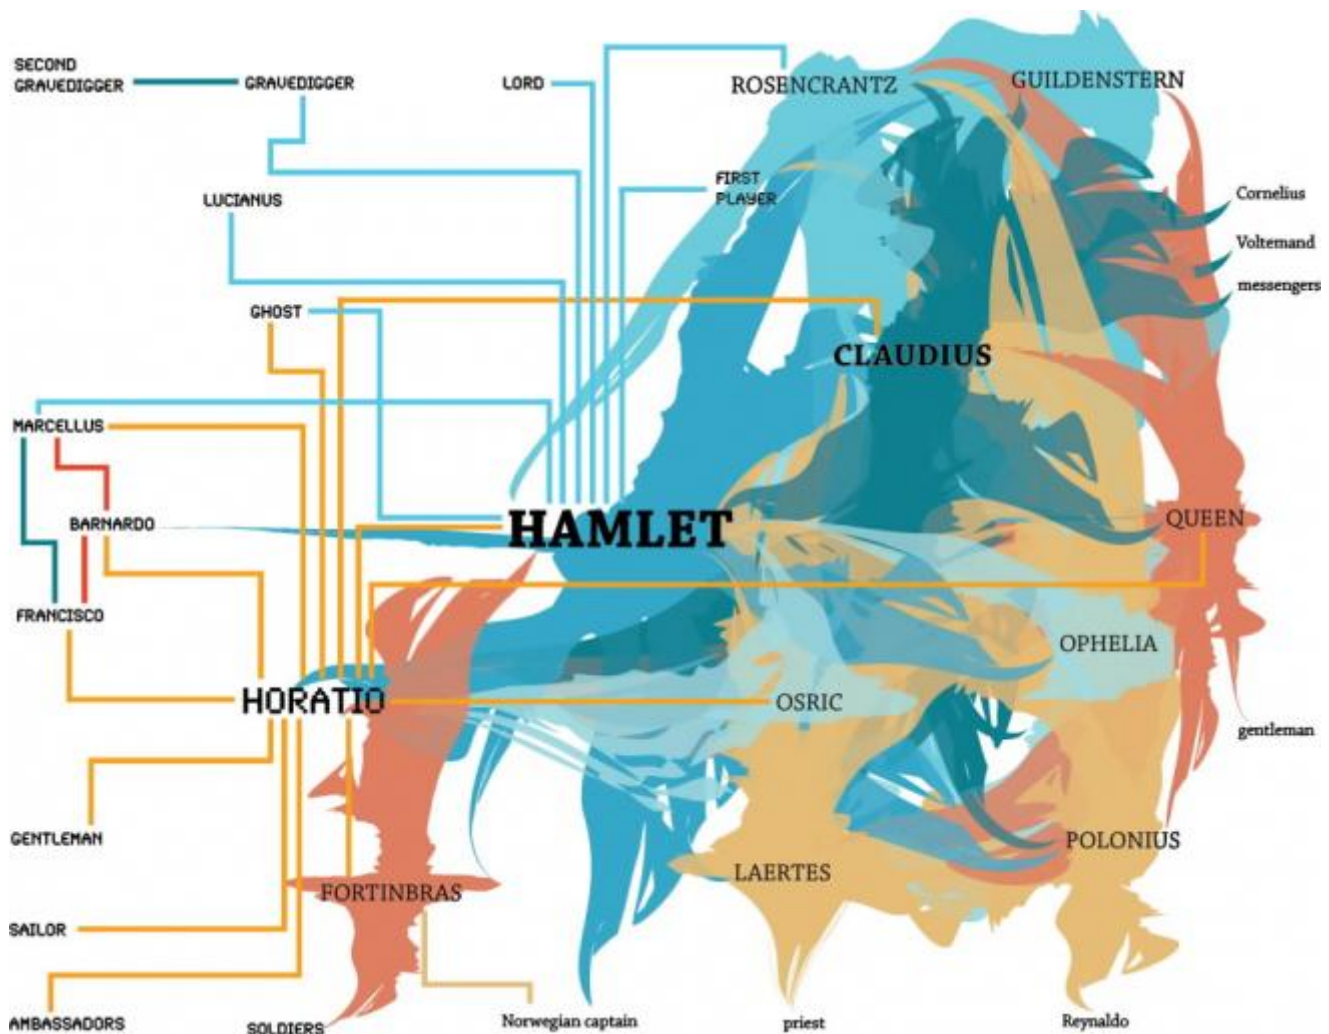 SECOND
GRAVEDIGGER
GRAVEDIGGER
LORD
ROSENCRANTZ
GUILDENSTERN
LUCIANUS
FIRST
PLAYER
Cornelius
Voltemand
messengers
GHOST
CLAUDIUS
MARCELLUS
BARNARDO
HAMLET
QUEEN
FRANCISCO
OPHELIA
HORATIO
OSRIC
gentleman
GENTLEMAN
POLONIUS
LAERTES
FORTINBRAS
SAILOR
AMBASSADORS
SOLDIERS
Norwegian captain
priest
Reynaldo